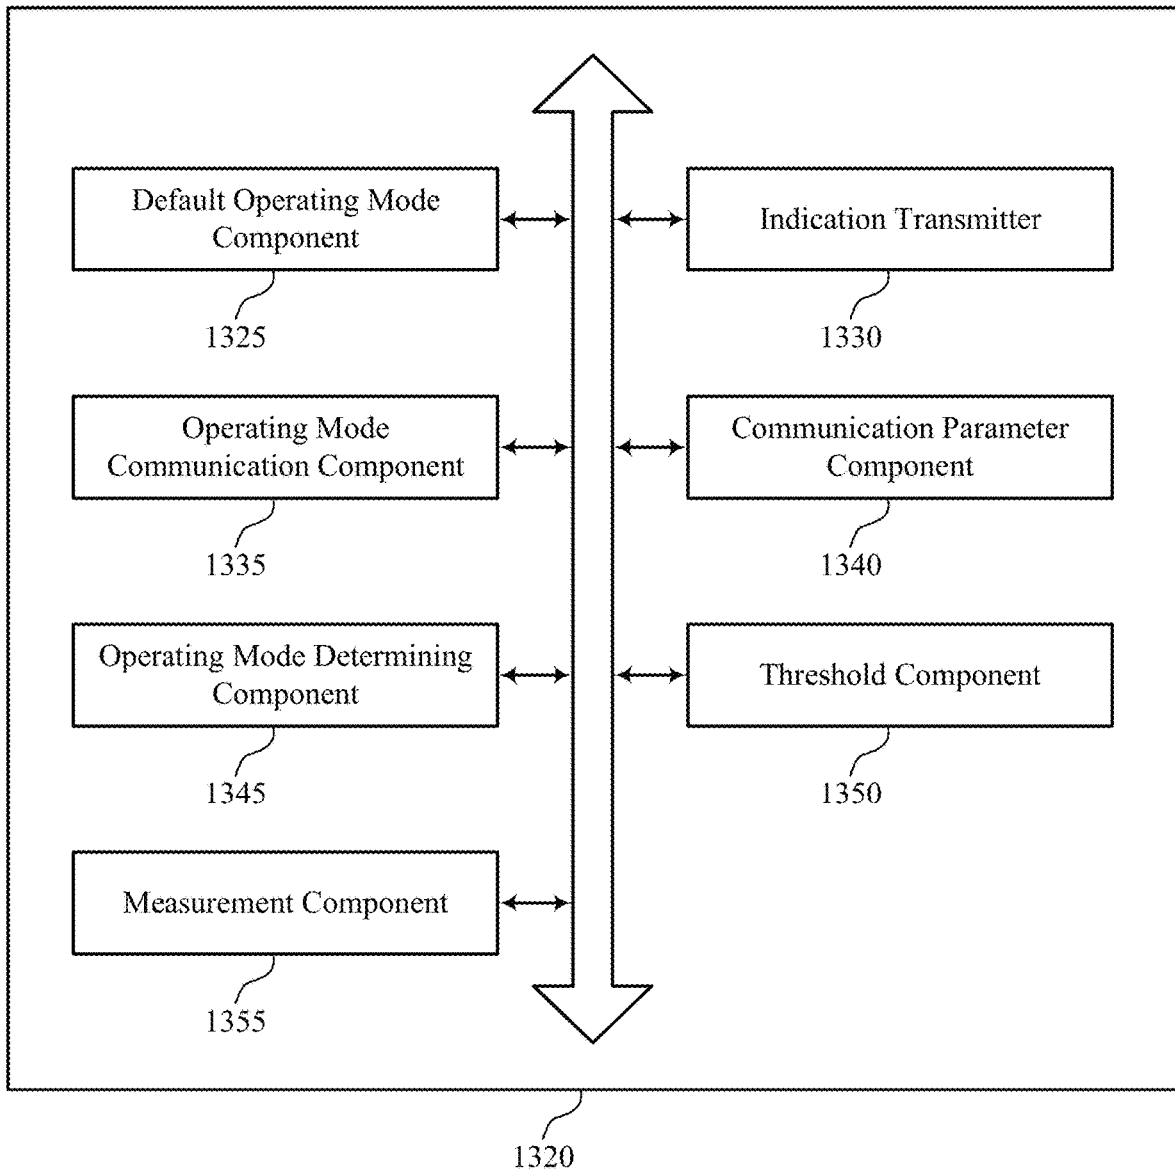 Default Operating Mode
Component
1325
Indication Transmitter
1330
Operating Mode
Communication Component
1335
Communication Parameter
Component
1340
Operating Mode Determining
Component
1345
Threshold Component
1350
Measurement Component
1355
1320